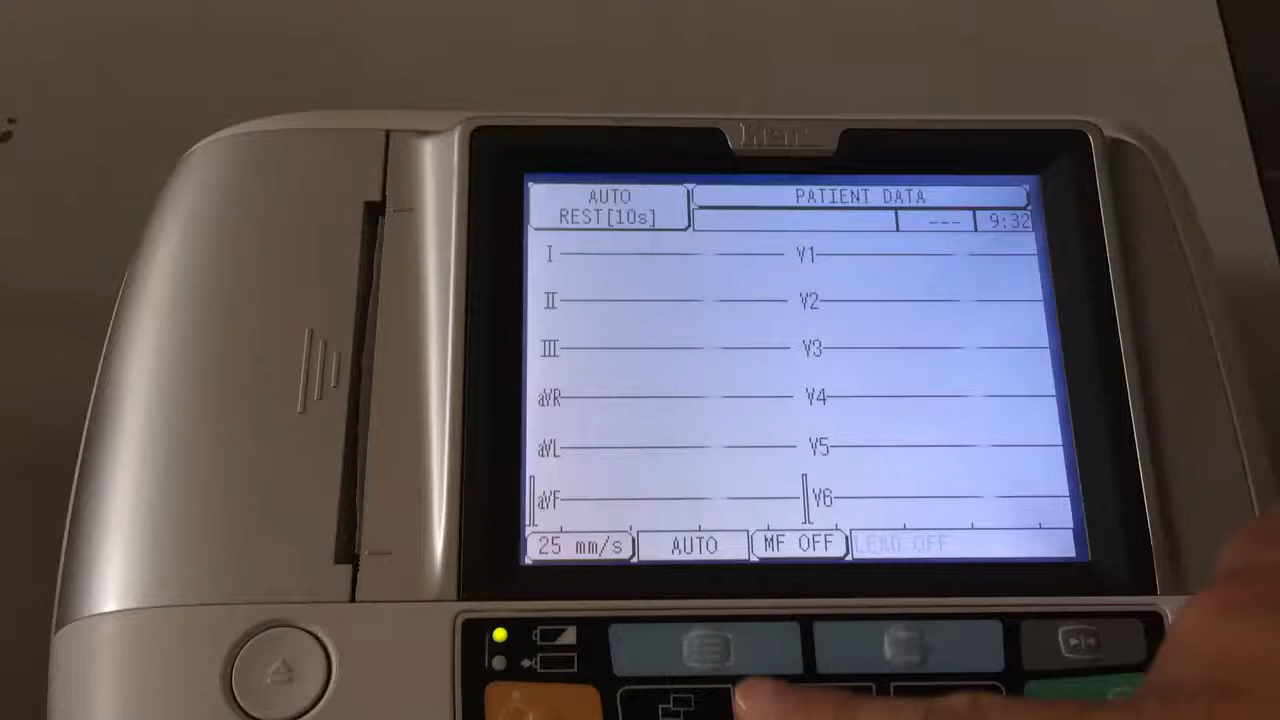 AUTO
REST[10s]
PATIENT DATA
--- 9:32
I V1
II V2
III V3
aVR V4
aVL V5
aVF V6
25 mm/s AUTO MF OFF LEAD OFF